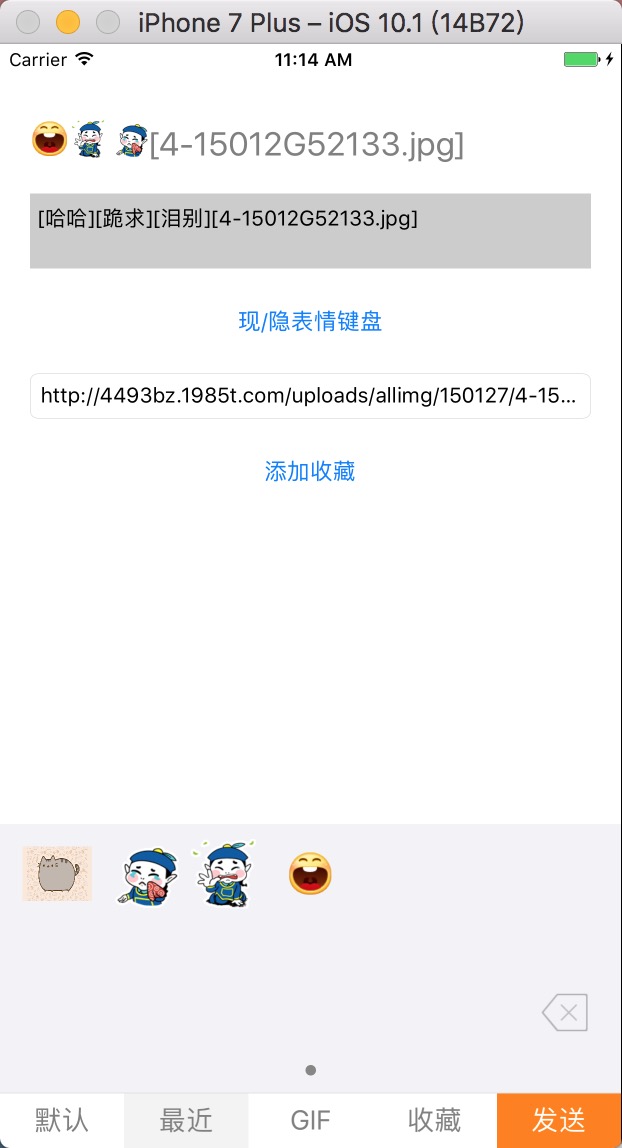 iPhone 7 Plus – iOS 10.1 (14B72)
Carrier 11:14 AM
[4-15012G52133.jpg]
[哈哈][跪求][泪别][4-15012G52133.jpg]
现/隐表情键盘
http://4493bz.1985t.com/uploads/allimg/150127/4-15...
添加收藏
默认 最近 GIF 收藏 发送